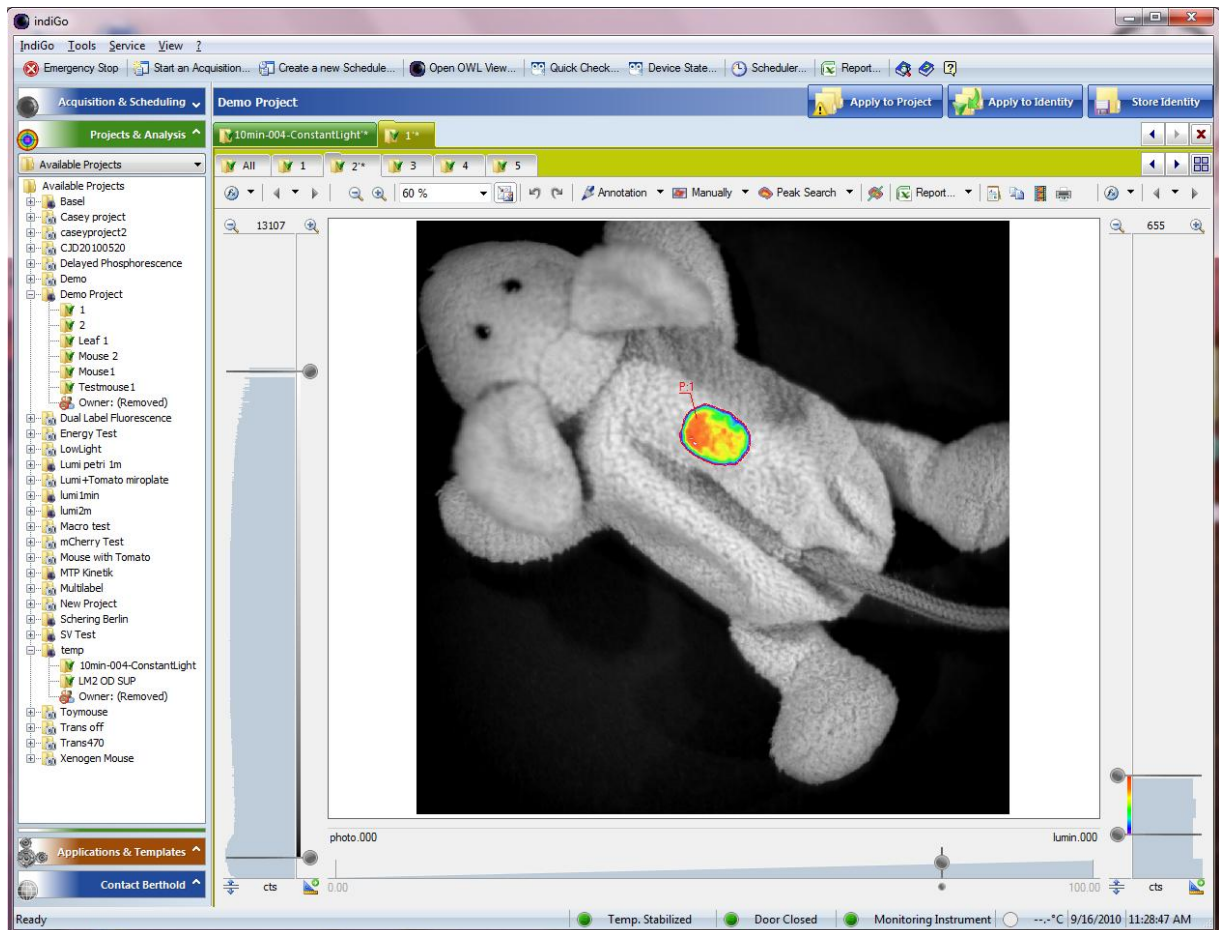 indiGo
IndiGo Tools Service View ?
Emergency Stop Start an Acquisition... Create a new Schedule... Open OWL View... Quick Check... Device State... Scheduler... Report...
Acquisition & Scheduling
Demo Project
Apply to Project
Apply to Identity
Store Identity
Projects & Analysis
10min-004-ConstantLight'*
1'*
Available Projects
All 1 2'* 3 4 5
60 %
Annotation Manually Peak Search Report...
Available Projects
Basel
Casey project
caseyproject2
CJD20100520
Delayed Phosphorescence
Demo
Demo Project
1
2
Leaf 1
Mouse 2
Mouse1
Testmouse1
Owner: (Removed)
Dual Label Fluorescence
Energy Test
LowLight
Lumi petri 1m
Lumi+Tomato miroplate
lumi1min
lumi2m
Macro test
mCherry Test
Mouse with Tomato
MTP Kinetik
Multilabel
New Project
Schering Berlin
SV Test
temp
10min-004-ConstantLight
LM2 OD SUP
Owner: (Removed)
Toymouse
Trans off
Trans470
Xenogen Mouse
13107
655
P:1
photo.000
lumin.000
cts
0.00
100.00
cts
Applications & Templates
Contact Berthold
Ready
Temp. Stabilized Door Closed Monitoring Instrument --.-°C 9/16/2010 11:28:47 AM